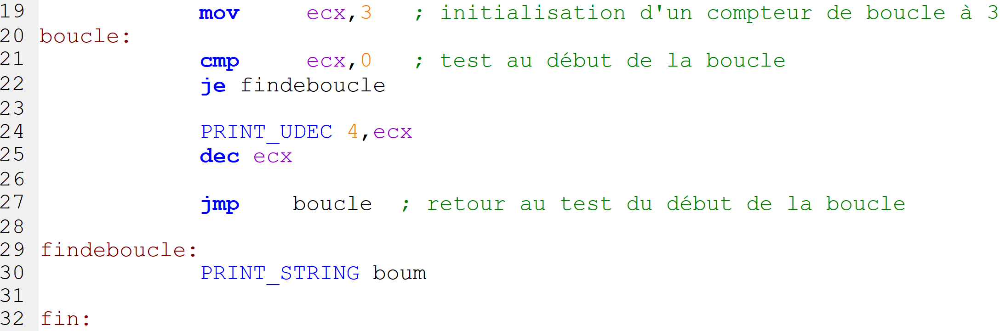 19 mov ecx,3 ; initialisation d'un compteur de boucle à 3
20 boucle:
21 cmp ecx,0 ; test au début de la boucle
22 je findeboucle
23
24 PRINT_UDEC 4,ecx
25 dec ecx
26
27 jmp boucle ; retour au test du début de la boucle
28
29 findeboucle:
30 PRINT_STRING boum
31
32 fin: